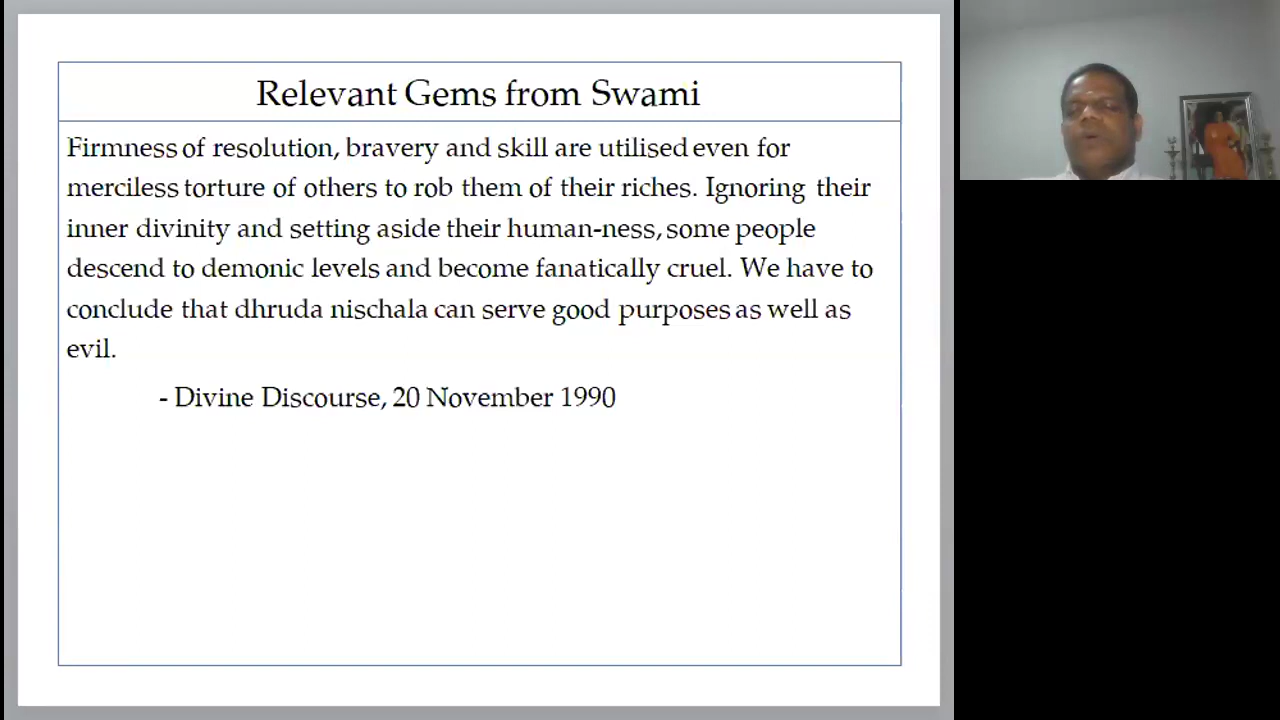 Relevant Gems from Swami
Firmness of resolution, bravery and skill are utilised even for
merciless torture of others to rob them of their riches. Ignoring their
inner divinity and setting aside their human-ness, some people
descend to demonic levels and become fanatically cruel. We have to
conclude that dhruda nischala can serve good purposes as well as
evil.
- Divine Discourse, 20 November 1990